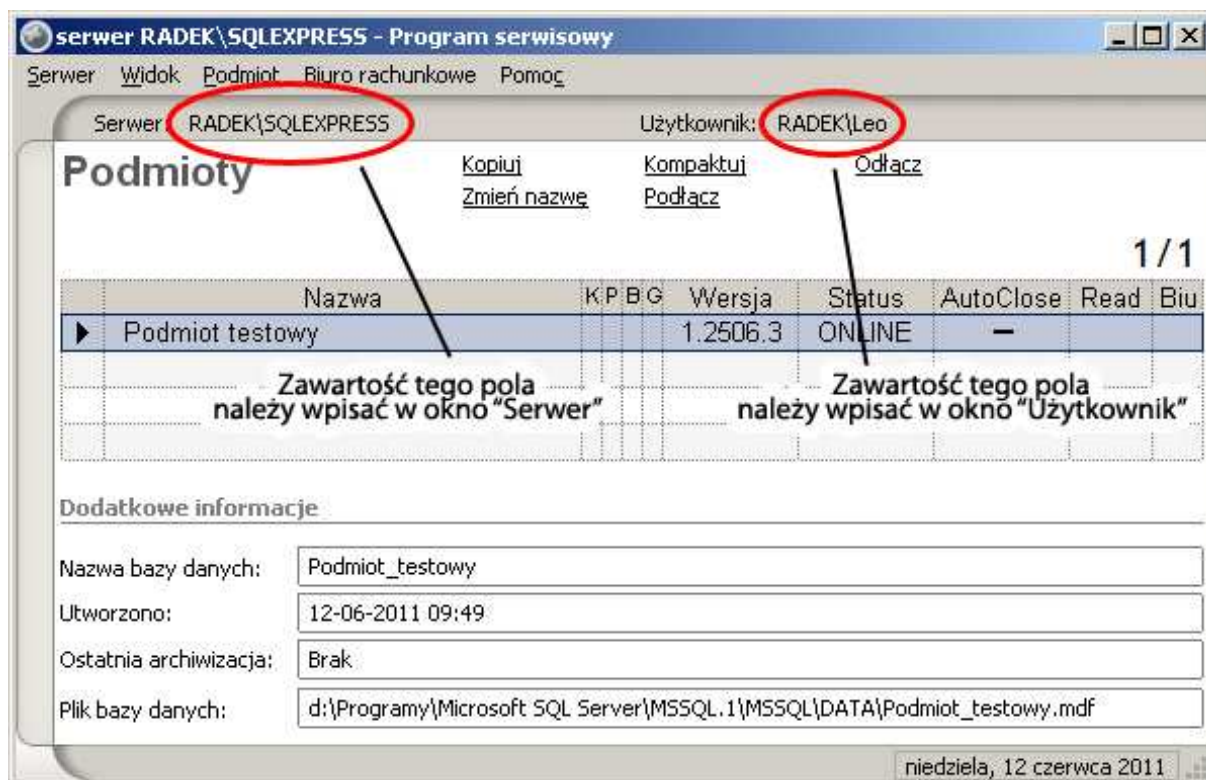 serwer RADEK\SQLEXPRESS - Program serwisowy
Serwer Widok Podmiot Biuro rachunkowe Pomoc
Serwer: RADEK\SQLEXPRESS Użytkownik: RADEK\Leo
Podmioty
Kopiuj Kompaktuj Odłącz
Zmień nazwę Podłącz
1/1
Nazwa K P B G Wersja Status AutoClose Read Biu
Podmiot testowy 1.2506.3 ONLINE –
Zawartość tego pola
należy wpisać w okno "Serwer"
Zawartość tego pola
należy wpisać w okno "Użytkownik"
Dodatkowe informacje
Nazwa bazy danych: Podmiot_testowy
Utworzono: 12-06-2011 09:49
Ostatnia archiwizacja: Brak
Plik bazy danych: d:\Programy\Microsoft SQL Server\MSSQL.1\MSSQL\DATA\Podmiot_testowy.mdf
niedziela, 12 czerwca 2011